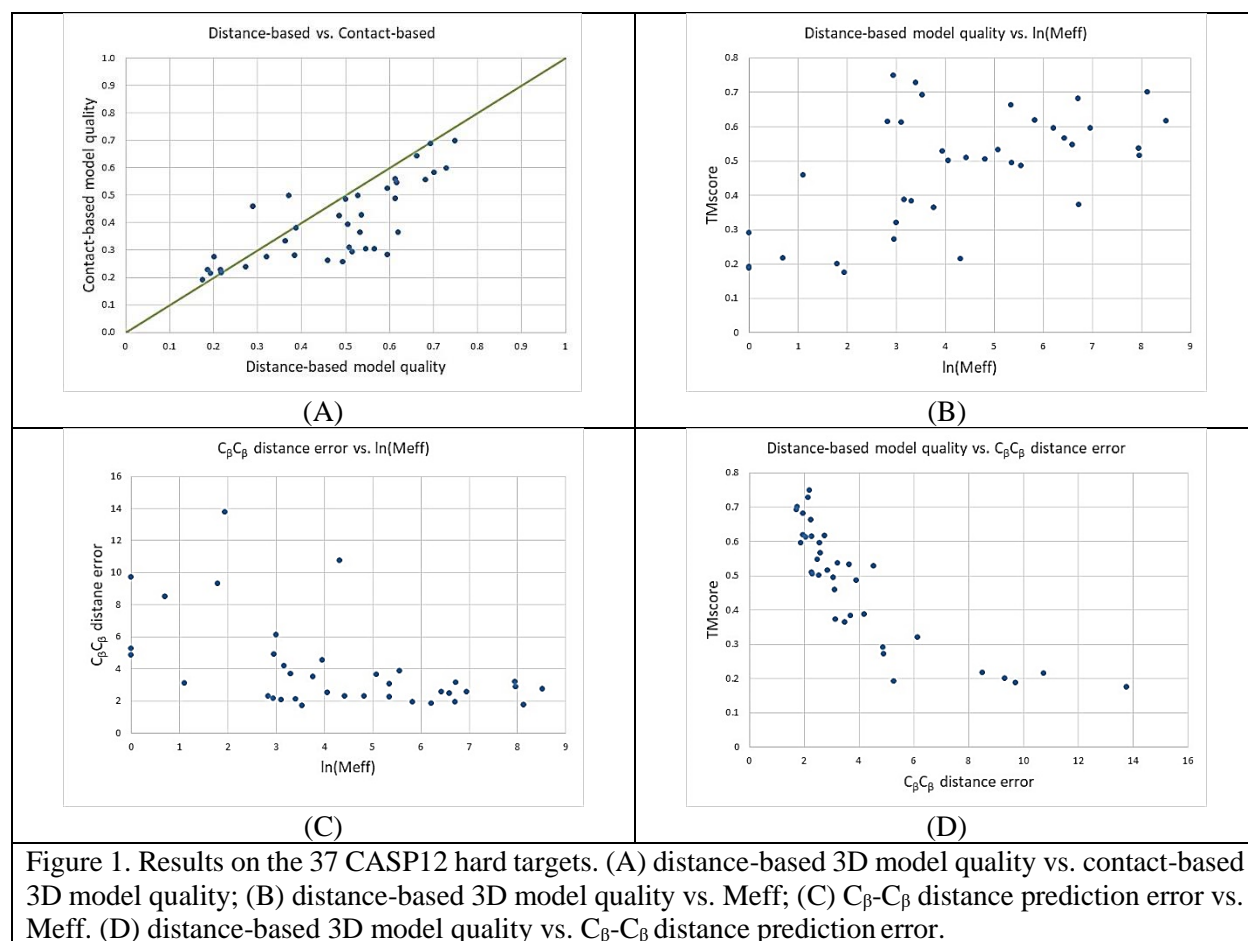 Distance-based vs. Contact-based
Contact-based model quality
1.0
0.9
0.8
0.7
0.6
0.5
0.4
0.3
0.2
0.1
0.0
0 0.1 0.2 0.3 0.4 0.5 0.6 0.7 0.8 0.9 1
Distance-based model quality
(A)
Distance-based model quality vs. ln(Meff)
TMscore
0.8
0.7
0.6
0.5
0.4
0.3
0.2
0.1
0
0 1 2 3 4 5 6 7 8 9
ln(Meff)
(B)
CβCβ distance error vs. ln(Meff)
CβCβ distane error
16
14
12
10
8
6
4
2
0
0 1 2 3 4 5 6 7 8 9
ln(Meff)
(C)
Distance-based model quality vs. CβCβ distance error
TMscore
0.8
0.7
0.6
0.5
0.4
0.3
0.2
0.1
0
0 2 4 6 8 10 12 14 16
CβCβ distance error
(D)
Figure 1. Results on the 37 CASP12 hard targets. (A) distance-based 3D model quality vs. contact-based
3D model quality; (B) distance-based 3D model quality vs. Meff; (C) Cβ-Cβ distance prediction error vs.
Meff. (D) distance-based 3D model quality vs. Cβ-Cβ distance prediction error.